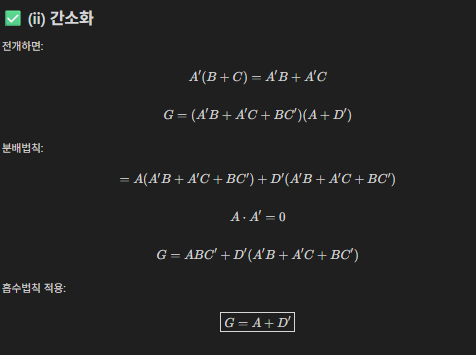 ✅ (ii) 간소화
전개하면:
A′(B + C) = A′B + A′C
G = (A′B + A′C + BC′)(A + D′)
분배법칙:
= A(A′B + A′C + BC′) + D′(A′B + A′C + BC′)
A · A′ = 0
G = ABC′ + D′(A′B + A′C + BC′)
흡수법칙 적용:
G = A + D′